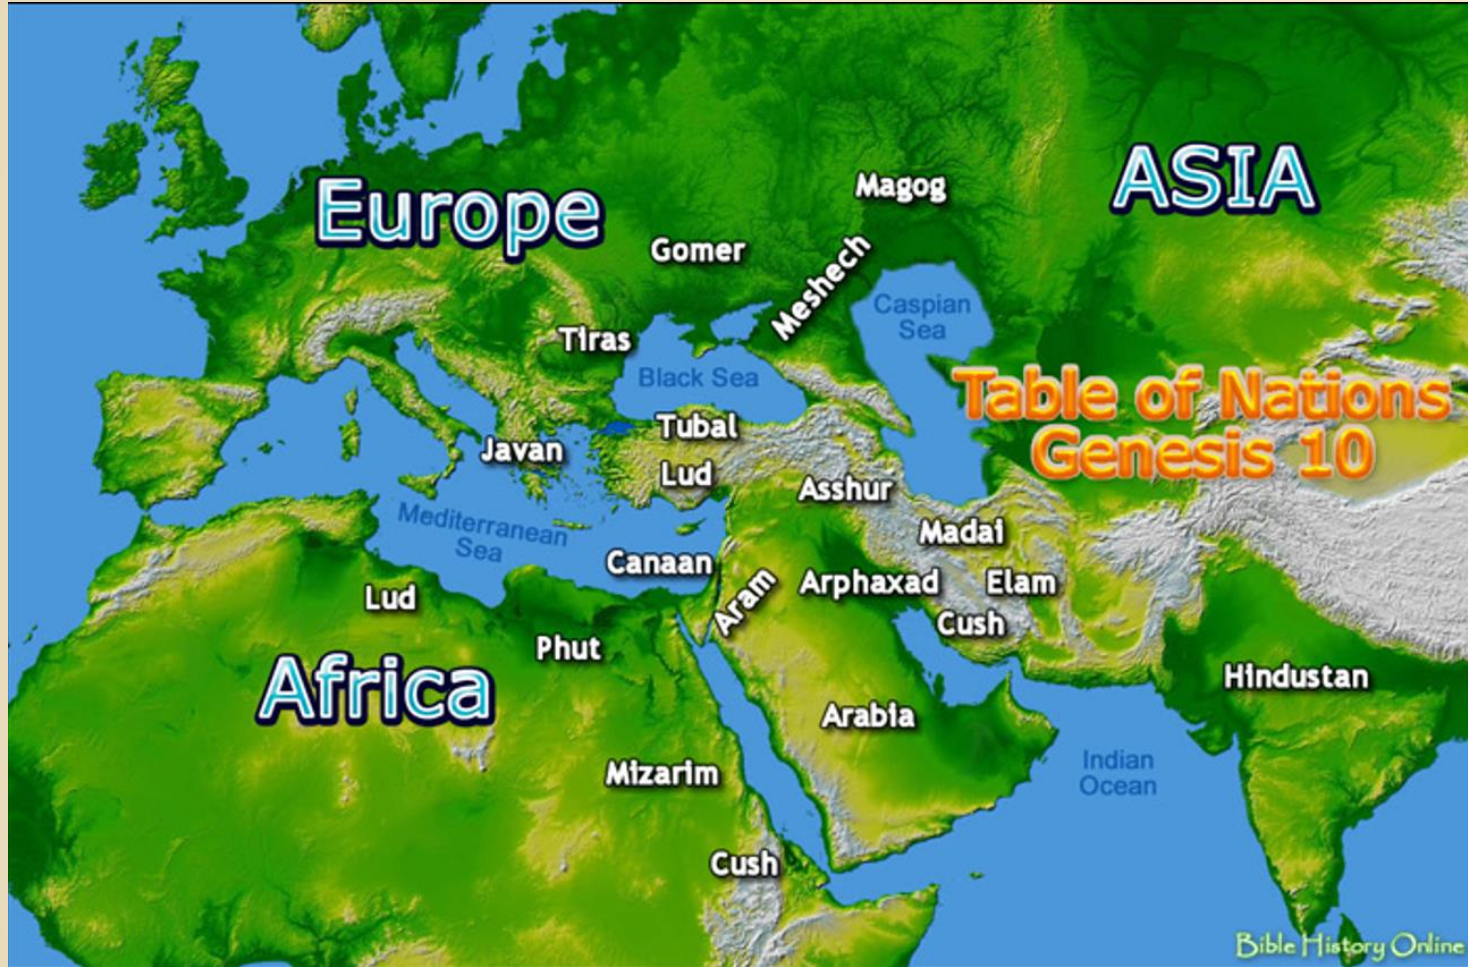 ASIA
Magog
Europe
Gomer
Meshech
Caspian
Sea
Tiras
Black Sea
Table of Nations
Genesis 10
Tubal
Javan
Lud
Asshur
Mediterranean
Sea
Madai
Canaan
Arphaxad
Elam
Aram
Lud
Cush
Phut
Hindustan
Africa
Arabia
Mizarim
Indian
Ocean
Cush
Bible History Online